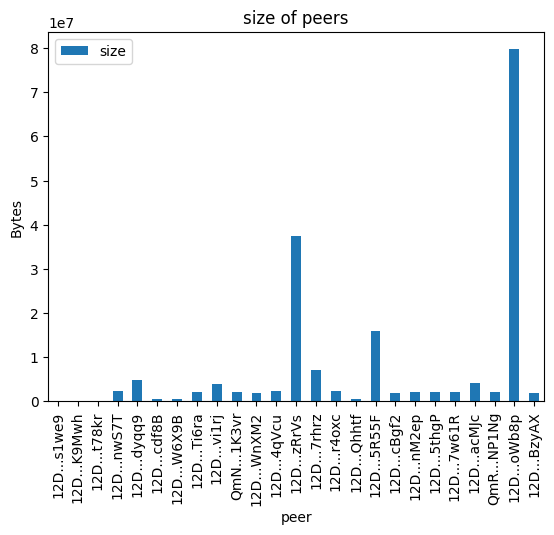 size of peers
1e7
size
8
7
6
5
4
3
2
1
0
Bytes
12D...s1we9
12D...K9Mwh
12D...t78kr
12D...nwS7T
12D...dyqq9
12D...cdf8B
12D...W6X9B
12D...Ti6ra
12D...vi1rj
QmN...1K3vr
12D...WnXM2
12D...4qVcu
12D...zRrVs
12D...7rhrz
12D...r4oxc
12D...Qhhtf
12D...5R55F
12D...cBgf2
12D...nM2ep
12D...5thgP
12D...7w61R
12D...acMJc
QmR...NP1Ng
12D...oWb8p
12D...BzyAX
peer